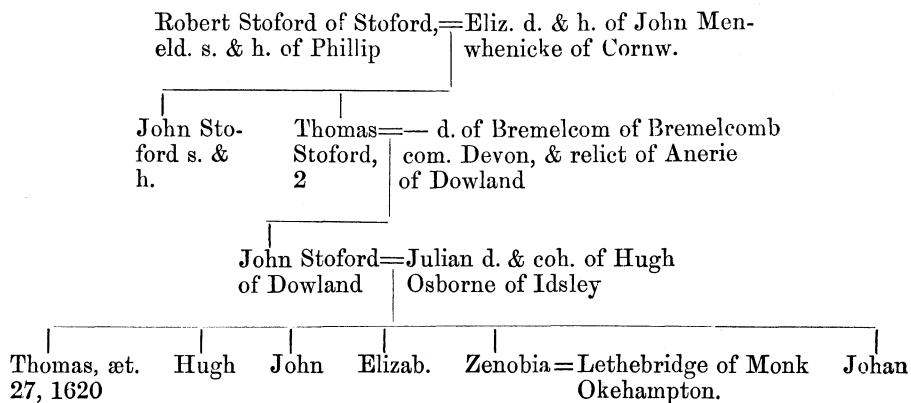 Robert Stoford of Stoford,=Eliz. d. & h. of John Men-
eld. s. & h. of Phillip whenicke of Cornw.
John Sto-
ford s. &
h.
Thomas=— d. of Bremelcom of Bremelcomb
Stoford, com. Devon, & relict of Anerie
2 of Dowland
John Stoford=Julian d. & coh. of Hugh
of Dowland Osborne of Idsley
Thomas, æt.
27, 1620
Hugh
John
Elizab.
Zenobia=Lethebridge of Monk
Okehampton.
Johan